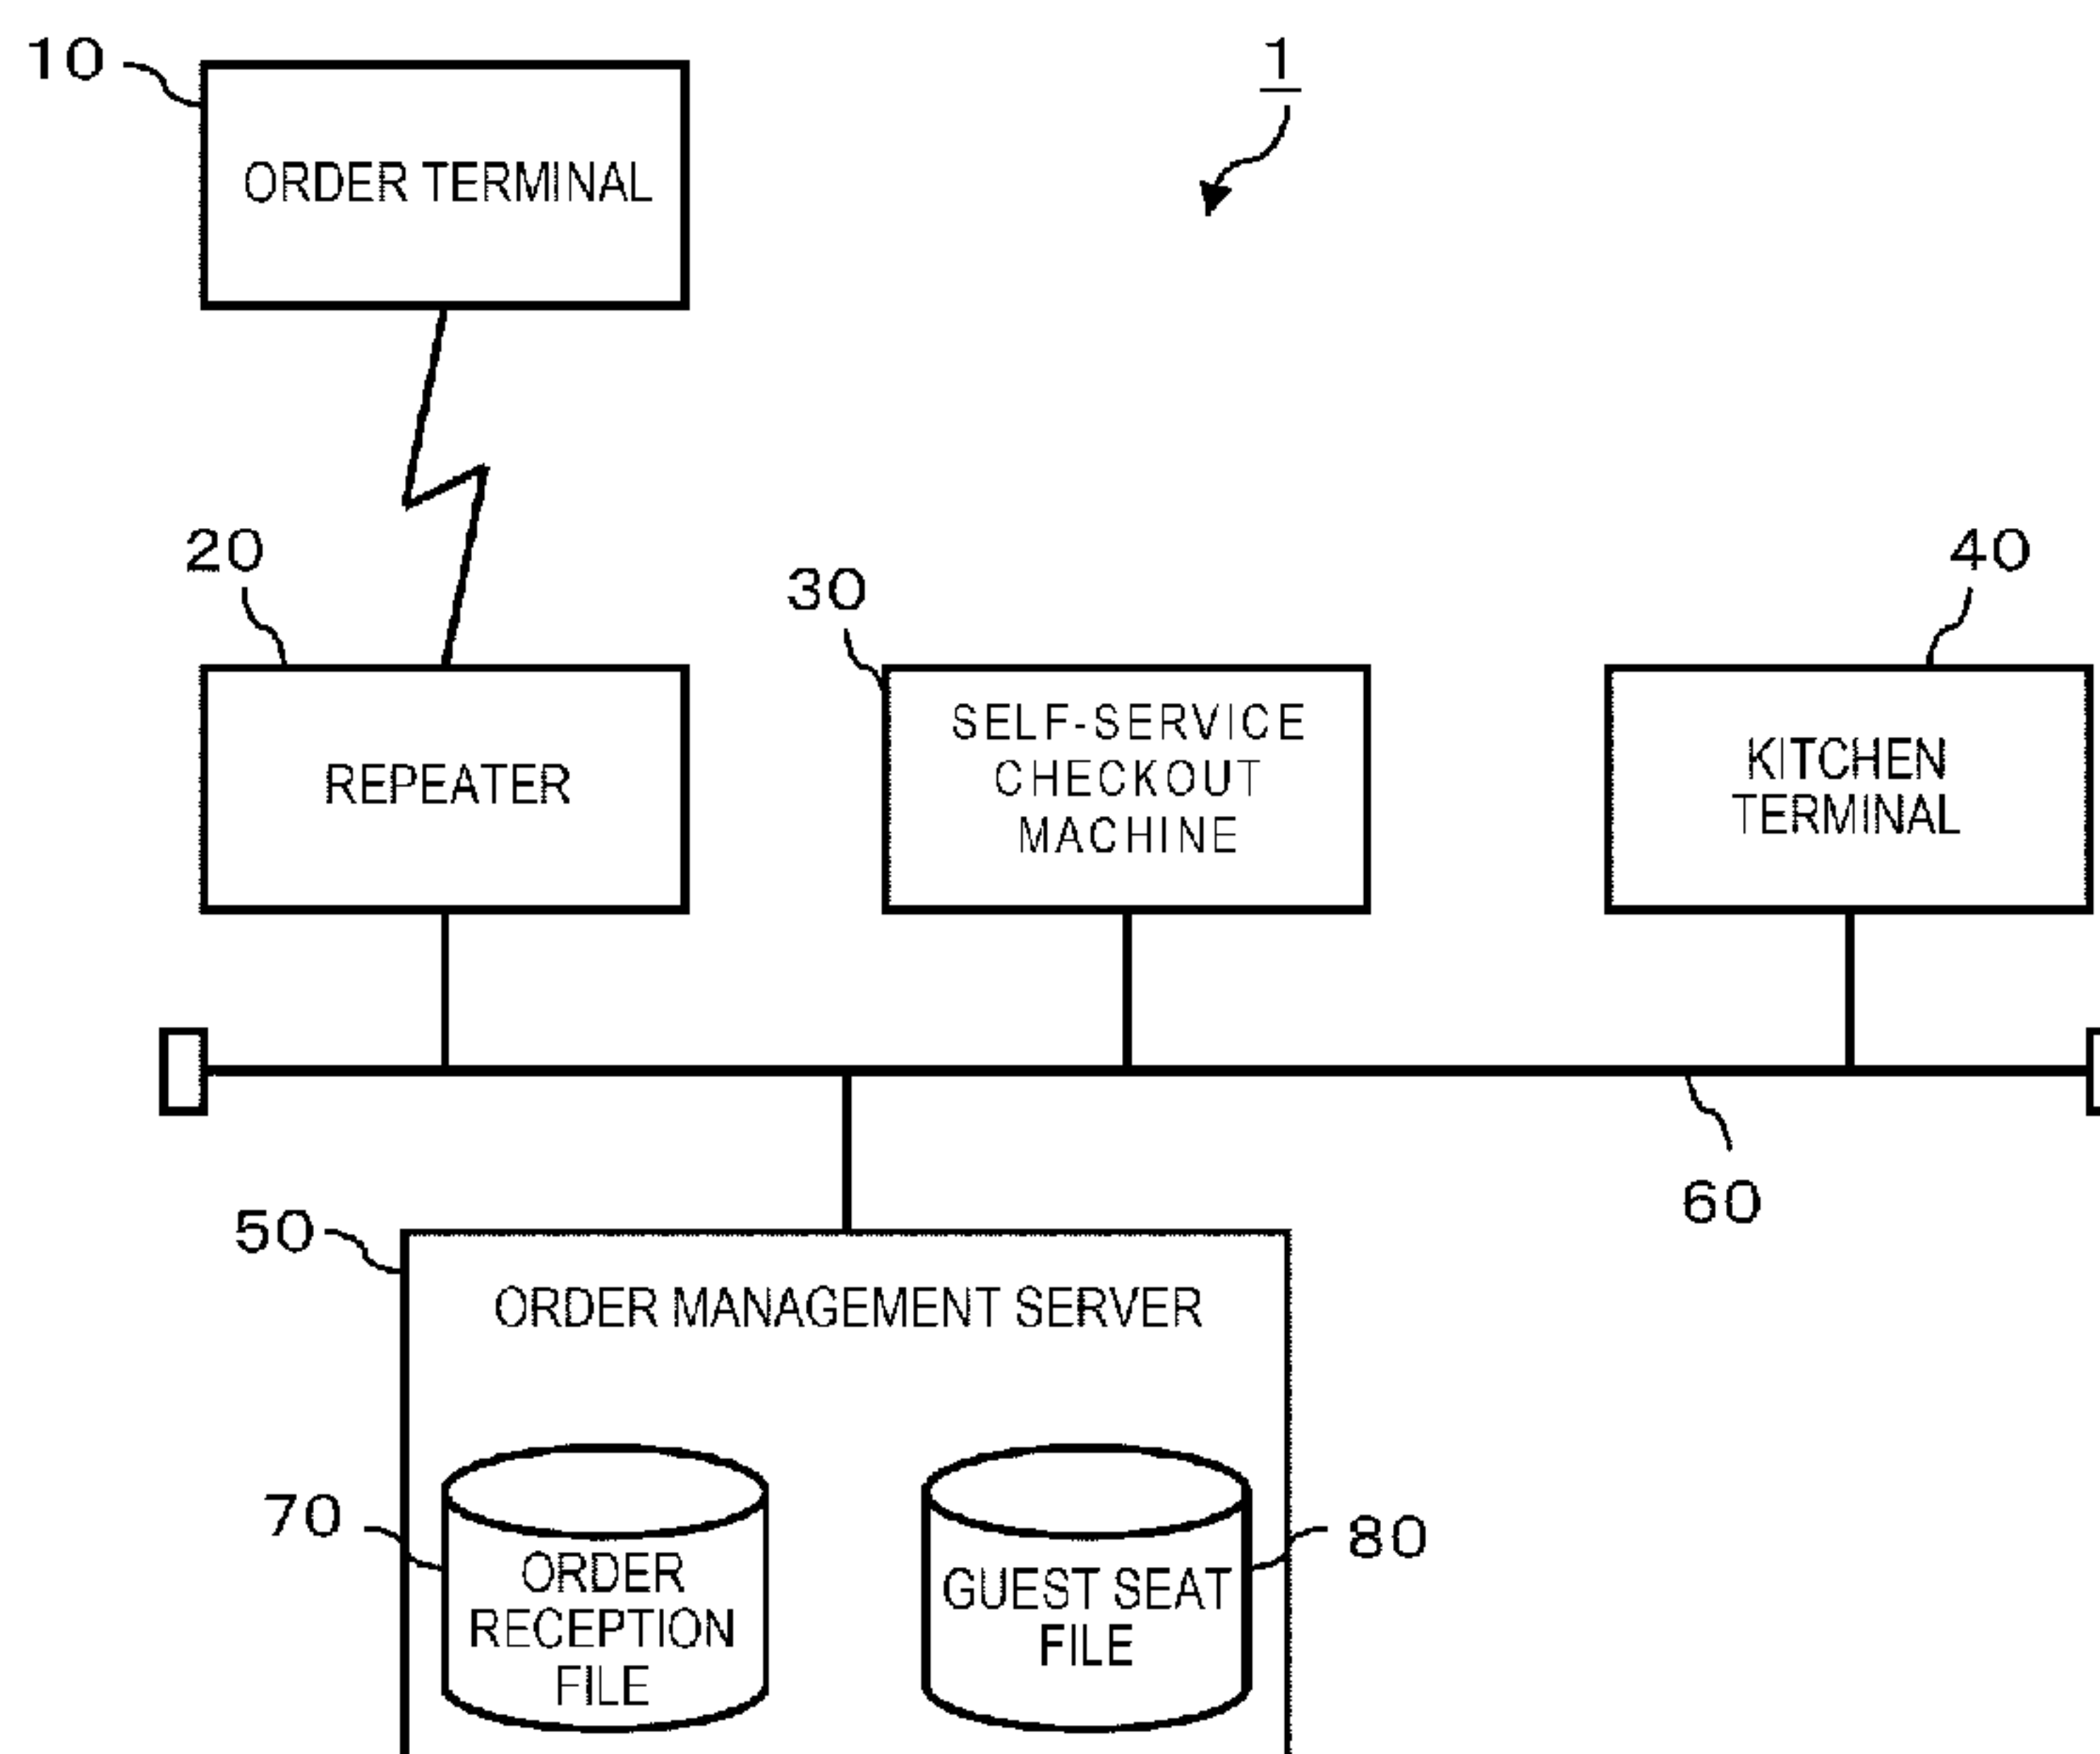 10
1
ORDER TERMINAL
20
30
40
REPEATER
SELF-SERVICE
CHECKOUT
MACHINE
KITCHEN
TERMINAL
60
50
ORDER MANAGEMENT SERVER
70
ORDER
RECEPTION
FILE
GUEST SEAT
FILE
80